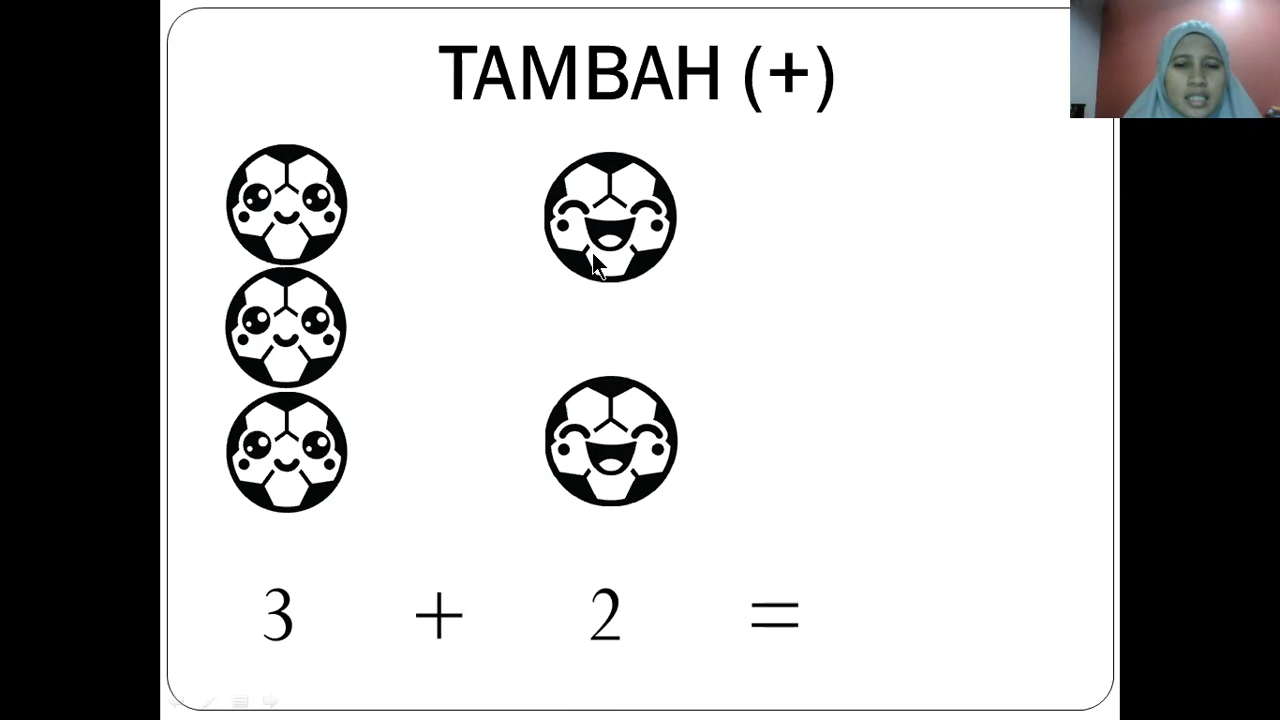 TAMBAH (+)
3 + 2 =